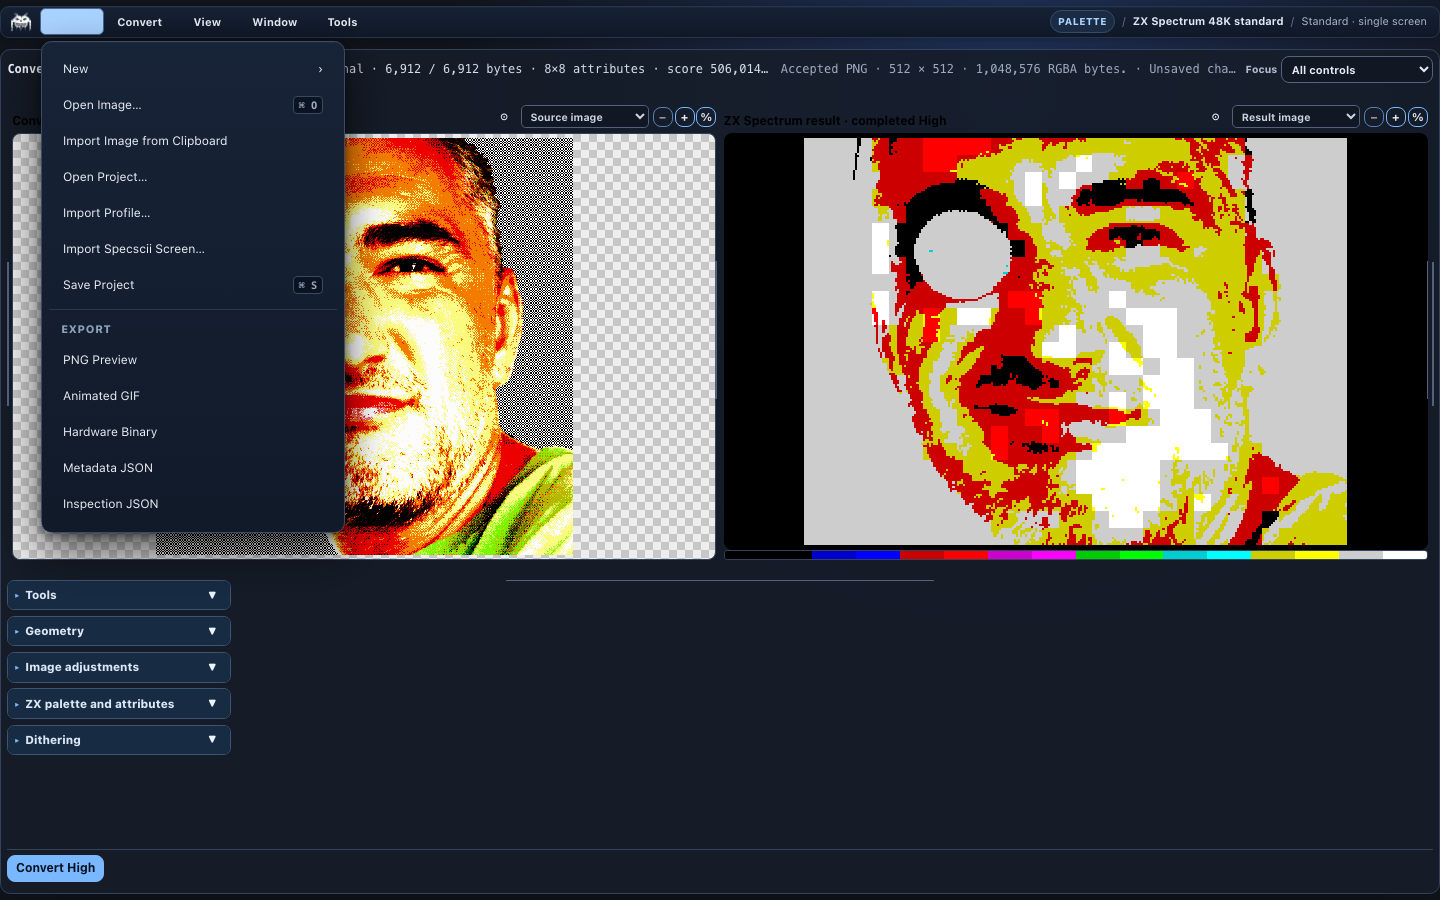 Convert View Window Tools PALETTE / ZX Spectrum 48K standard / Standard · single screen
Conve nal · 6,912 / 6,912 bytes · 8×8 attributes · score 506,014… Accepted PNG · 512 × 512 · 1,048,576 RGBA bytes. · Unsaved cha… Focus All controls
New ›
Open Image... ⌘ O
Import Image from Clipboard
Open Project...
Import Profile...
Import Specscii Screen...
Save Project ⌘ S
EXPORT
PNG Preview
Animated GIF
Hardware Binary
Metadata JSON
Inspection JSON
Conv Source image − + %
ZX Spectrum result · completed High Result image − + %
Tools
Geometry
Image adjustments
ZX palette and attributes
Dithering
Convert High